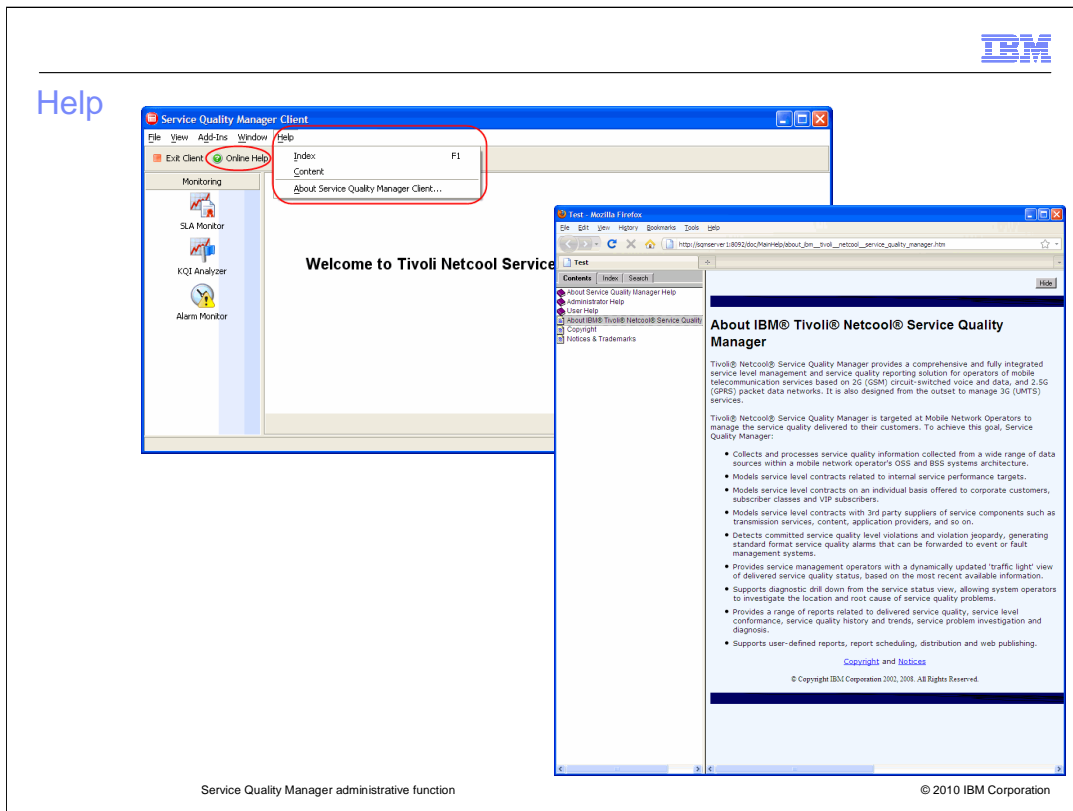 IBM
Help
Service Quality Manager Client
File View Add-Ins Window Help
Exit Client Online Help
Index F1
Content
About Service Quality Manager Client...
Monitoring
SLA Monitor
KQI Analyzer
Alarm Monitor
Welcome to Tivoli Netcool Service
Test - Mozilla Firefox
File Edit View History Bookmarks Tools Help
http://sqmserver1:8092/doc/MainHelp/about_ibm__tivoli__netcool__service_quality_manager.htm
Test
Contents Index Search
Hide
About Service Quality Manager Help
Administrator Help
User Help
About IBM® Tivoli® Netcool® Service Quality
Copyright
Notices & Trademarks
About IBM® Tivoli® Netcool® Service Quality
Manager
Tivoli® Netcool® Service Quality Manager provides a comprehensive and fully integrated
service level management and service quality reporting solution for operators of mobile
telecommunication services based on 2G (GSM) circuit-switched voice and data, and 2.5G
(GPRS) packet data networks. It is also designed from the outset to manage 3G (UMTS)
services.
Tivoli® Netcool® Service Quality Manager is targeted at Mobile Network Operators to
manage the service quality delivered to their customers. To achieve this goal, Service
Quality Manager:
• Collects and processes service quality information collected from a wide range of data
sources within a mobile network operator's OSS and BSS systems architecture.
• Models service level contracts related to internal service performance targets.
• Models service level contracts on an individual basis offered to corporate customers,
subscriber classes and VIP subscribers.
• Models service level contracts with 3rd party suppliers of service components such as
transmission services, content, application providers, and so on.
• Detects committed service quality level violations and violation jeopardy, generating
standard format service quality alarms that can be forwarded to event or fault
management systems.
• Provides service management operators with a dynamically updated 'traffic light' view
of delivered service quality status, based on the most recent available information.
• Supports diagnostic drill down from the service status view, allowing system operators
to investigate the location and root cause of service quality problems.
• Provides a range of reports related to delivered service quality, service level
conformance, service quality history and trends, service problem investigation and
diagnosis.
• Supports user-defined reports, report scheduling, distribution and web publishing.
Copyright and Notices
© Copyright IBM Corporation 2002, 2008. All Rights Reserved.
Service Quality Manager administrative function
© 2010 IBM Corporation